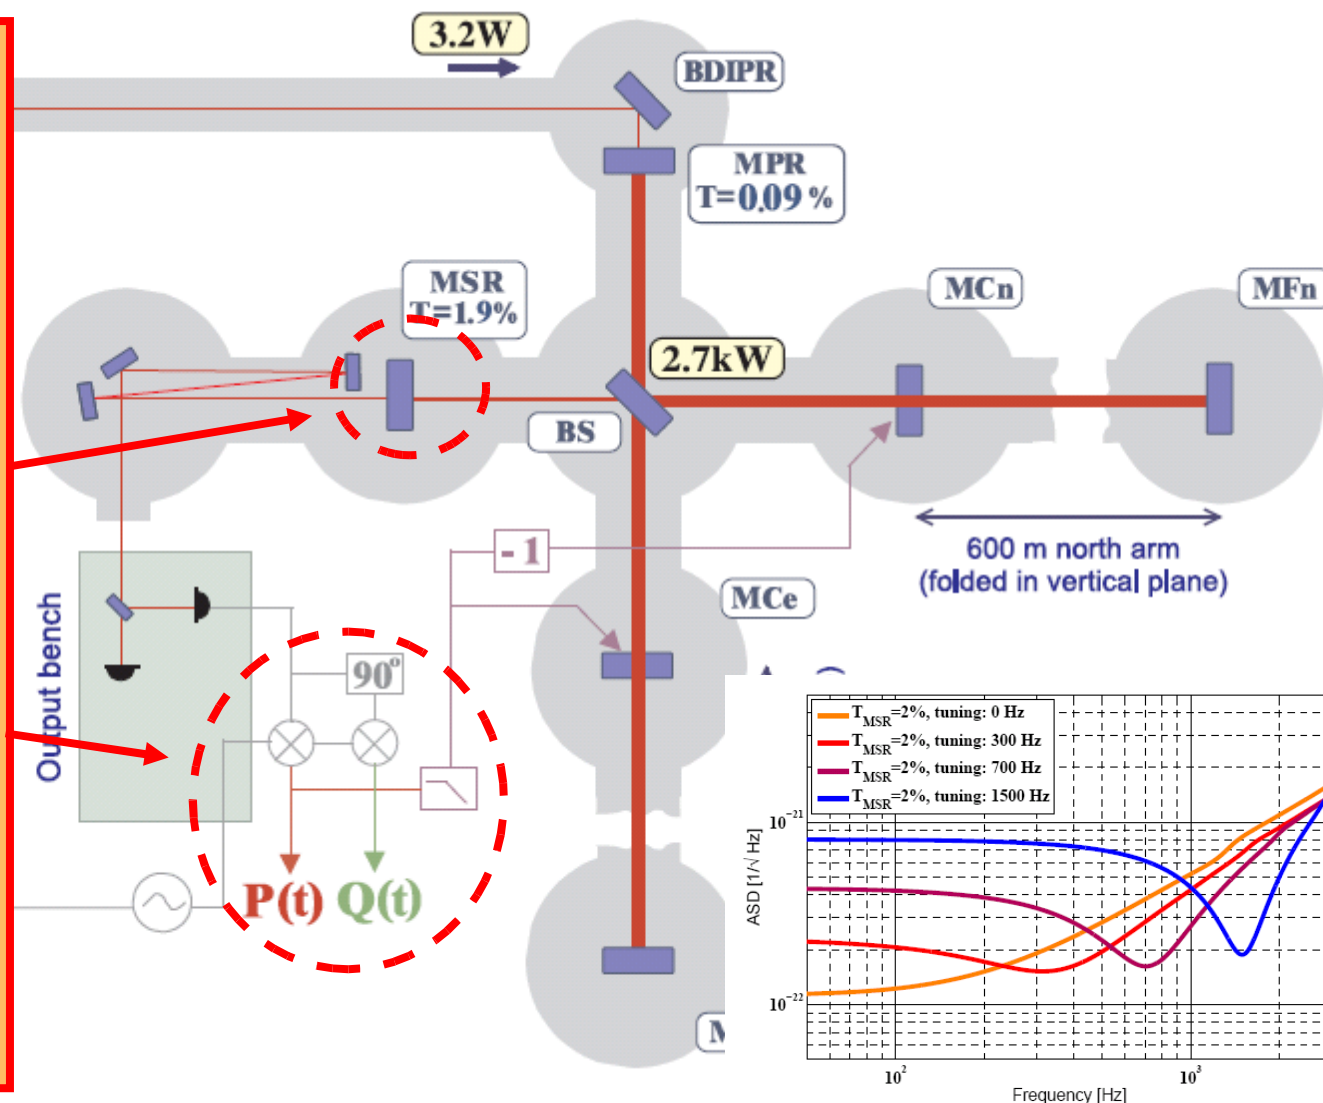 3.2W
BDIPR
MPR
T=0.09 %
MSR
T=1.9%
MCn
MFn
2.7kW
BS
- 1
600 m north arm
(folded in vertical plane)
MCe
Output bench
90°
P(t) Q(t)
T_MSR=2%, tuning: 0 Hz
T_MSR=2%, tuning: 300 Hz
T_MSR=2%, tuning: 700 Hz
T_MSR=2%, tuning: 1500 Hz
10^-21
ASD [1/√Hz]
10^-22
10^2
10^3
Frequency [Hz]